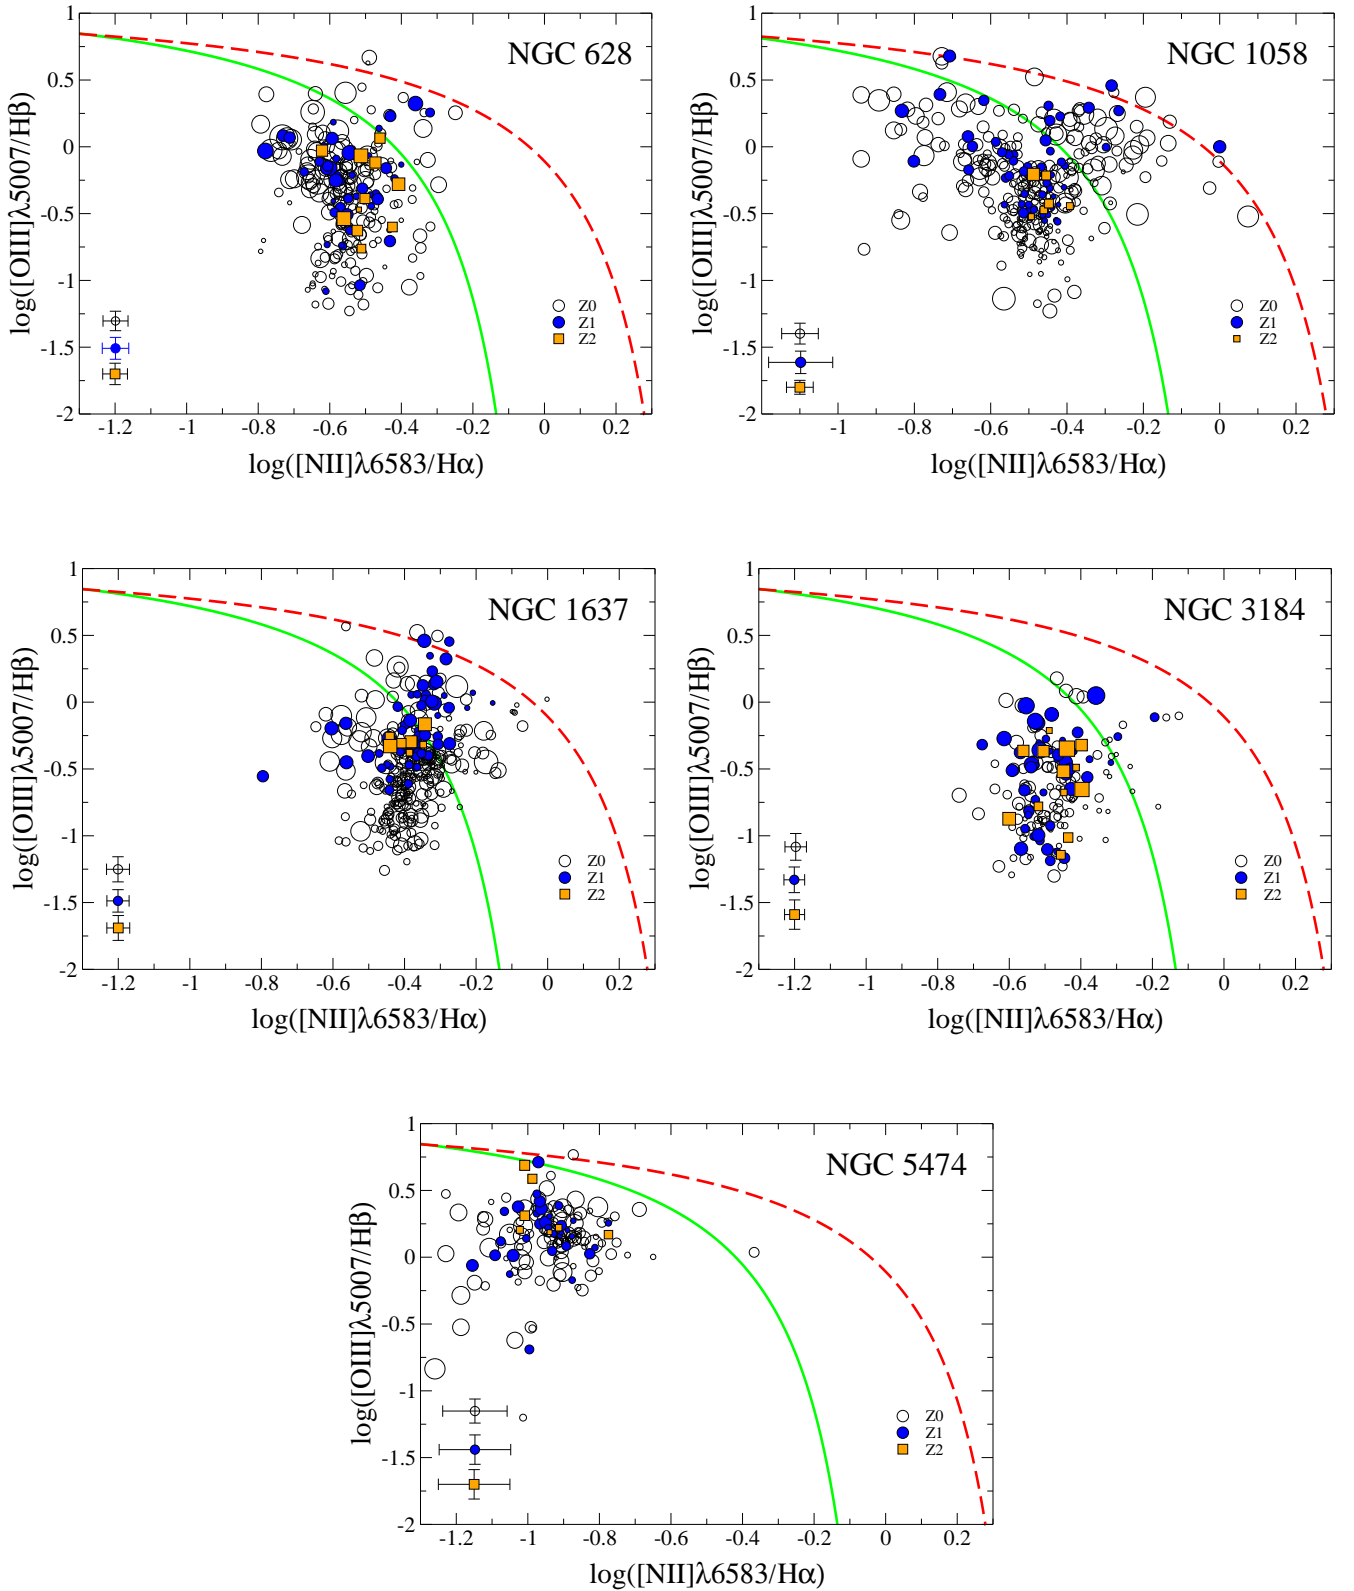 NGC 628
1
0.5
0
-0.5
-1
-1.5
-2
log([OIII]λ5007/Hβ)
Z0
Z1
Z2
-1.2 -1 -0.8 -0.6 -0.4 -0.2 0 0.2
log([NII]λ6583/Hα)
NGC 1058
1
0.5
0
-0.5
-1
-1.5
-2
log([OIII]λ5007/Hβ)
Z0
Z1
Z2
-1 -0.8 -0.6 -0.4 -0.2 0 0.2
log([NII]λ6583/Hα)
NGC 1637
1
0.5
0
-0.5
-1
-1.5
-2
log([OIII]λ5007/Hβ)
Z0
Z1
Z2
-1.2 -1 -0.8 -0.6 -0.4 -0.2 0 0.2
log([NII]λ6583/Hα)
NGC 3184
1
0.5
0
-0.5
-1
-1.5
-2
log([OIII]λ5007/Hβ)
Z0
Z1
Z2
-1.2 -1 -0.8 -0.6 -0.4 -0.2 0 0.2
log([NII]λ6583/Hα)
NGC 5474
1
0.5
0
-0.5
-1
-1.5
-2
log([OIII]λ5007/Hβ)
Z0
Z1
Z2
-1.2 -1 -0.8 -0.6 -0.4 -0.2 0 0.2
log([NII]λ6583/Hα)